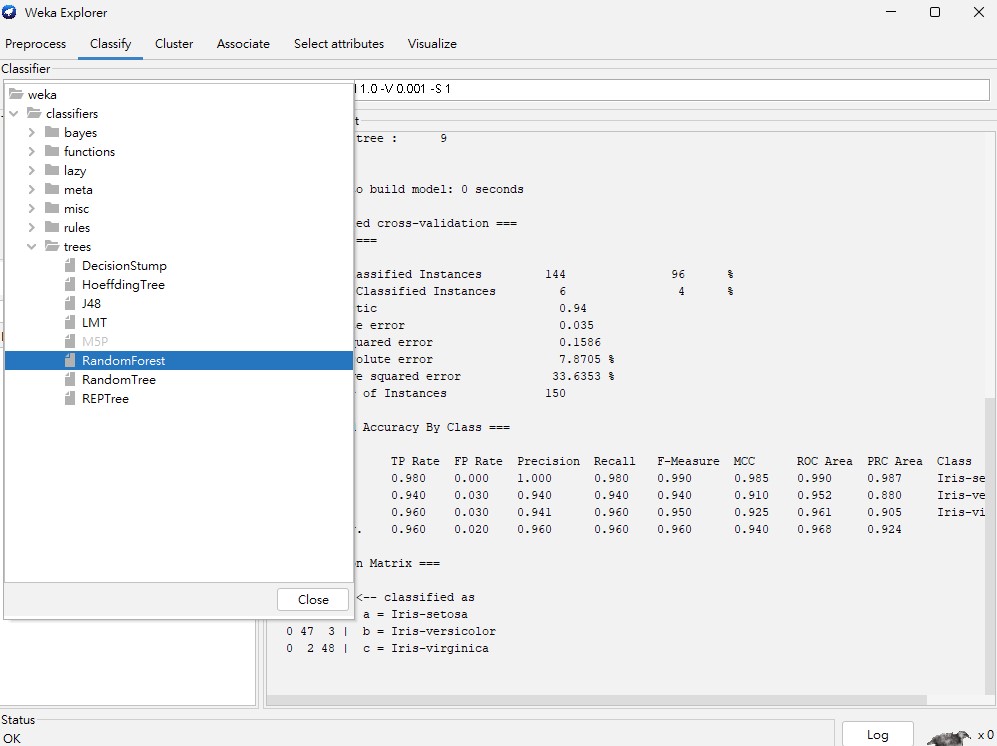 Weka Explorer
Preprocess Classify Cluster Associate Select attributes Visualize
Classifier
1.0 -V 0.001 -S 1
weka
classifiers
bayes
functions
lazy
meta
misc
rules
trees
DecisionStump
HoeffdingTree
J48
LMT
M5P
RandomForest
RandomTree
REPTree
Close
tree : 9
o build model: 0 seconds
ed cross-validation ===
===
assified Instances 144 96 %
Classified Instances 6 4 %
tic 0.94
e error 0.035
uared error 0.1586
olute error 7.8705 %
e squared error 33.6353 %
of Instances 150
Accuracy By Class ===
TP Rate FP Rate Precision Recall F-Measure MCC ROC Area PRC Area Class
0.980 0.000 1.000 0.980 0.990 0.985 0.990 0.987 Iris-se
0.940 0.030 0.940 0.940 0.940 0.910 0.952 0.880 Iris-ve
0.960 0.030 0.941 0.960 0.950 0.925 0.961 0.905 Iris-vi
. 0.960 0.020 0.960 0.960 0.960 0.940 0.968 0.924
n Matrix ===
<-- classified as
a = Iris-setosa
0 47 3 | b = Iris-versicolor
0 2 48 | c = Iris-virginica
Status
OK
Log
x 0